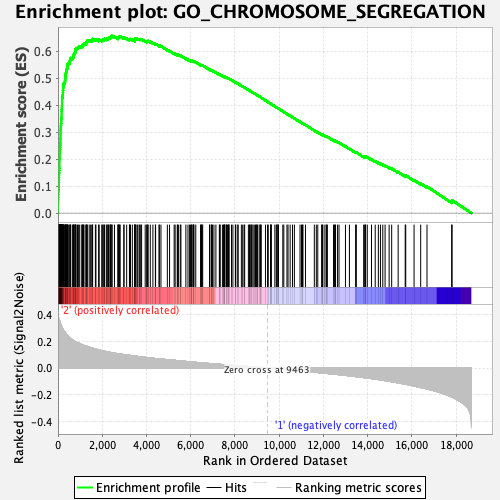 Enrichment plot: GO_CHROMOSOME_SEGREGATION
Enrichment score (ES)
0.6
0.5
0.4
0.3
0.2
0.1
0.0
'2' (positively correlated)
Ranked list metric (Signal2Noise)
0.4
0.2
0.0
-0.2
-0.4
Zero cross at 9463
'1' (negatively correlated)
0
2,000
4,000
6,000
8,000
10,000
12,000
14,000
16,000
18,000
Rank in Ordered Dataset
Enrichment profile
Hits
Ranking metric scores